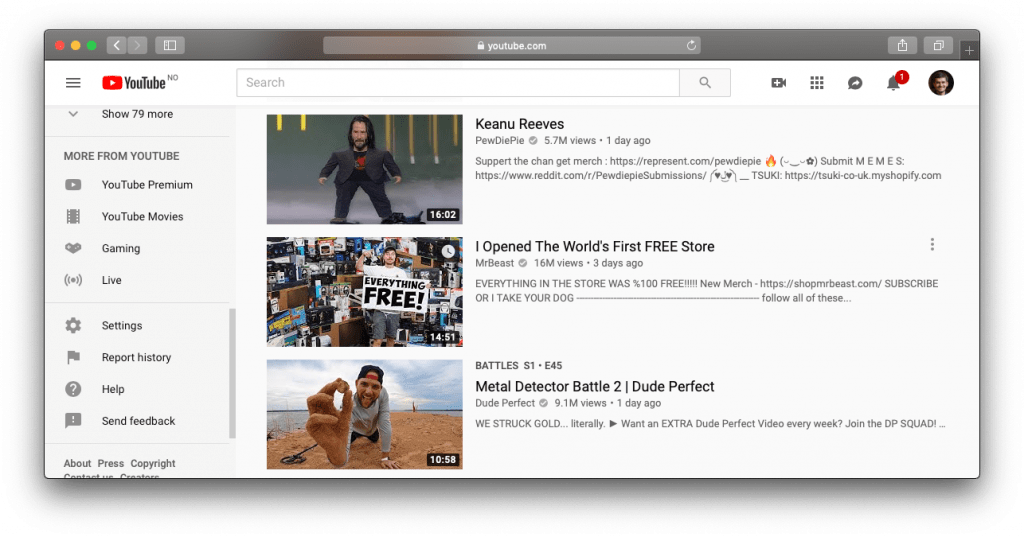 youtube.com
YouTube NO
Search
1
Show 79 more
MORE FROM YOUTUBE
YouTube Premium
YouTube Movies
Gaming
Live
Settings
Report history
Help
Send feedback
About Press Copyright
Contact us Creators
16:02
Keanu Reeves
PewDiePie 5.7M views • 1 day ago
Suppert the chan get merch : https://represent.com/pewdiepie 🔥 (⌣‿⌣✿) Submit M E M E S:
https://www.reddit.com/r/PewdiepieSubmissions/ TSUKI: https://tsuki-co-uk.myshopify.com
EVERYTHING
FREE!
14:51
I Opened The World's First FREE Store
MrBeast 16M views • 3 days ago
EVERYTHING IN THE STORE WAS %100 FREE!!!!! New Merch - https://shopmrbeast.com/ SUBSCRIBE
OR I TAKE YOUR DOG ---------- follow all of these...
10:58
BATTLES S1 • E45
Metal Detector Battle 2 | Dude Perfect
Dude Perfect 9.1M views • 1 day ago
WE STRUCK GOLD... literally. ► Want an EXTRA Dude Perfect Video every week? Join the DP SQUAD! ...